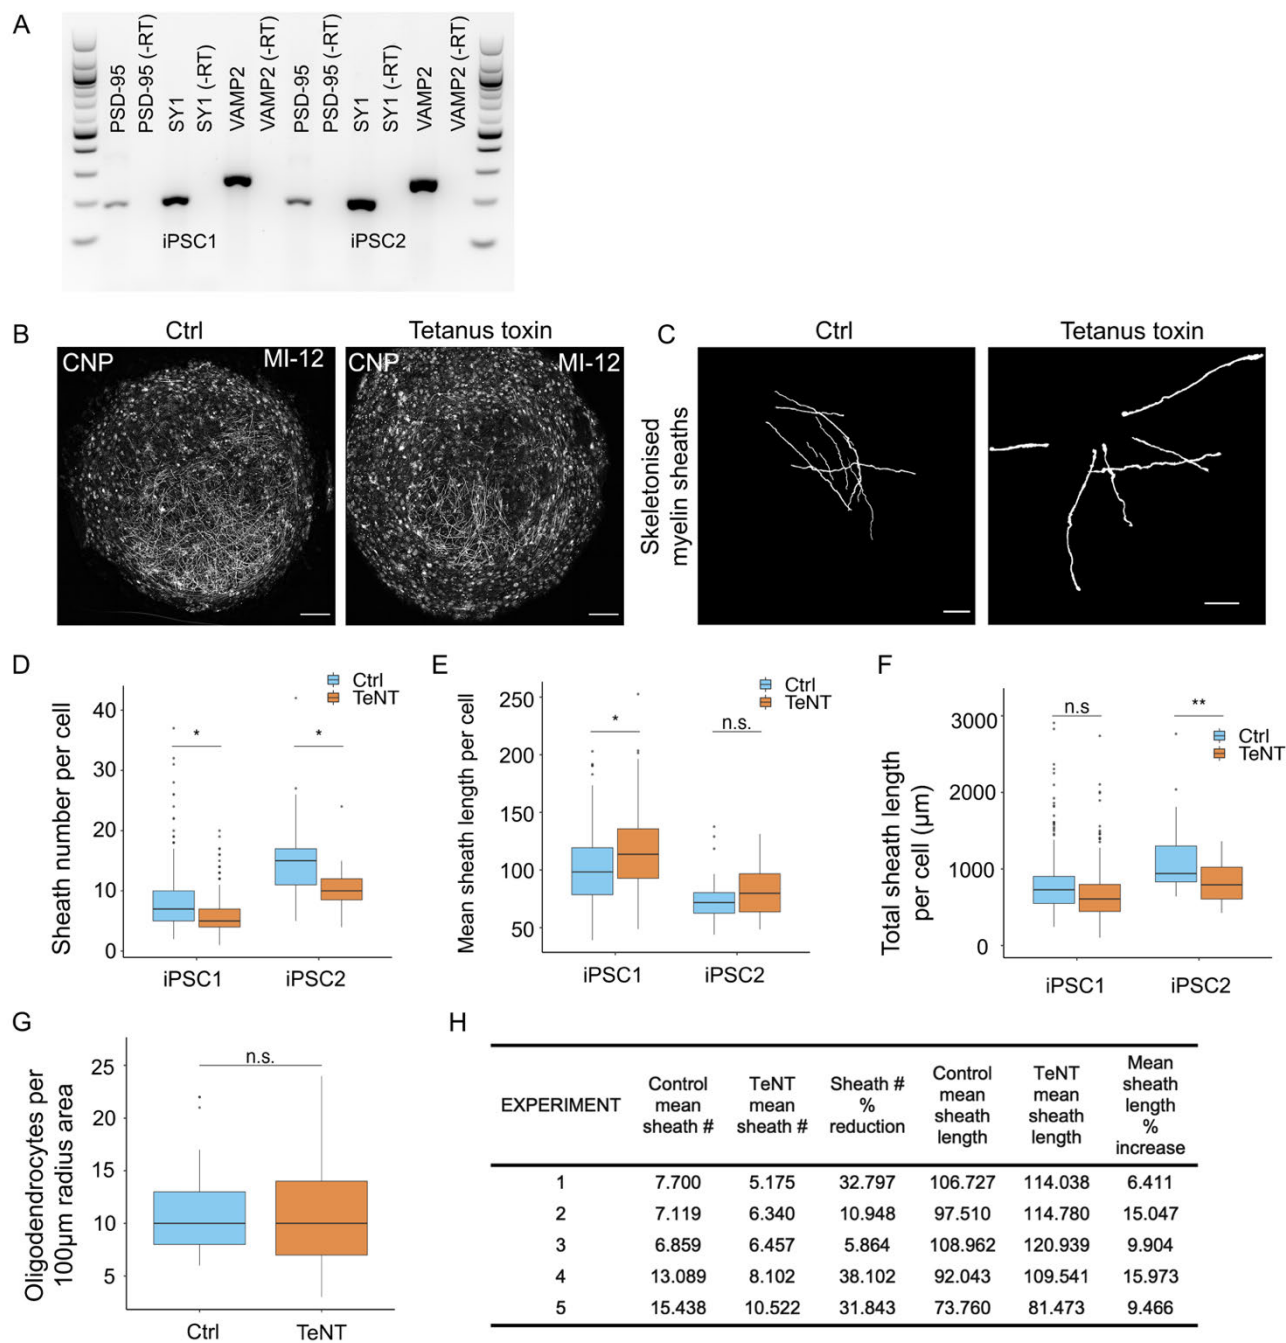 A
PSD-95
PSD-95 (-RT)
SY1
SY1 (-RT)
VAMP2
VAMP2 (-RT)
PSD-95
PSD-95 (-RT)
SY1
SY1 (-RT)
VAMP2
VAMP2 (-RT)
iPSC1
iPSC2
B
Ctrl
Tetanus toxin
CNP
MI-12
CNP
MI-12
C
Ctrl
Tetanus toxin
Skeletonised
myelin sheaths
D
Sheath number per cell
Ctrl
TeNT
40
30
20
10
0
*
*
iPSC1
iPSC2
E
Mean sheath length per cell
Ctrl
TeNT
250
200
150
100
50
*
n.s.
iPSC1
iPSC2
F
Total sheath length
per cell (μm)
3000
2000
1000
0
n.s
**
Ctrl
TeNT
iPSC1
iPSC2
G
Oligodendrocytes per
100μm radius area
25
20
15
10
5
n.s.
Ctrl
TeNT
H
EXPERIMENT
Control
mean
sheath #
TeNT
mean
sheath #
Sheath #
%
reduction
Control
mean
sheath
length
TeNT
mean
sheath
length
Mean
sheath
length
%
increase
1 7.700 5.175 32.797 106.727 114.038 6.411
2 7.119 6.340 10.948 97.510 114.780 15.047
3 6.859 6.457 5.864 108.962 120.939 9.904
4 13.089 8.102 38.102 92.043 109.541 15.973
5 15.438 10.522 31.843 73.760 81.473 9.466